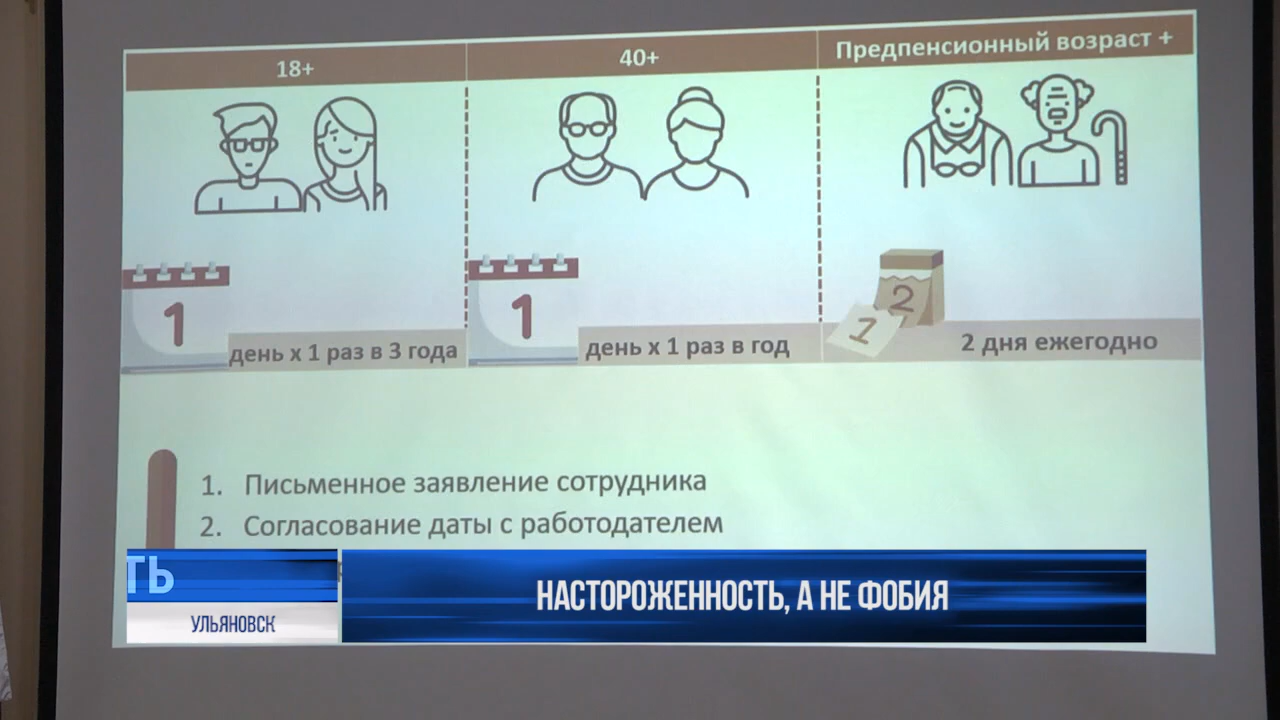 18+
40+
Предпенсионный возраст +
1
день х 1 раз в 3 года
1
день х 1 раз в год
1
2
2 дня ежегодно
1. Письменное заявление сотрудника
2. Согласование даты с работодателем
ТЬ
НАСТОРОЖЕННОСТЬ, А НЕ ФОБИЯ
УЛЬЯНОВСК